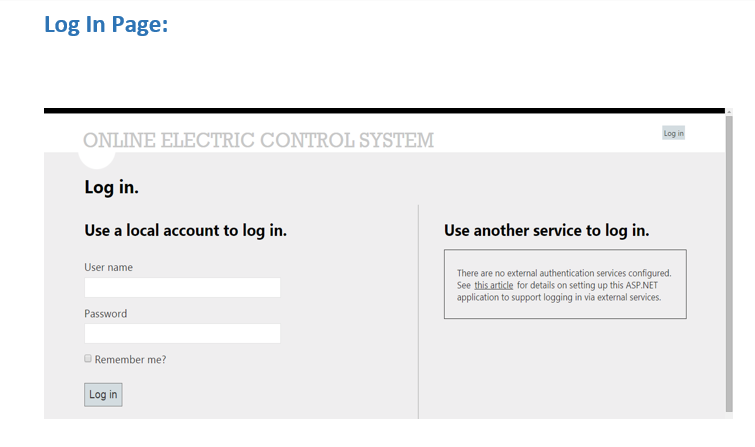 Log In Page:
ONLINE ELECTRIC CONTROL SYSTEM
Log in
Log in.
Use a local account to log in.
User name
Password
Remember me?
Log in
Use another service to log in.
There are no external authentication services configured.
See this article for details on setting up this ASP.NET
application to support logging in via external services.